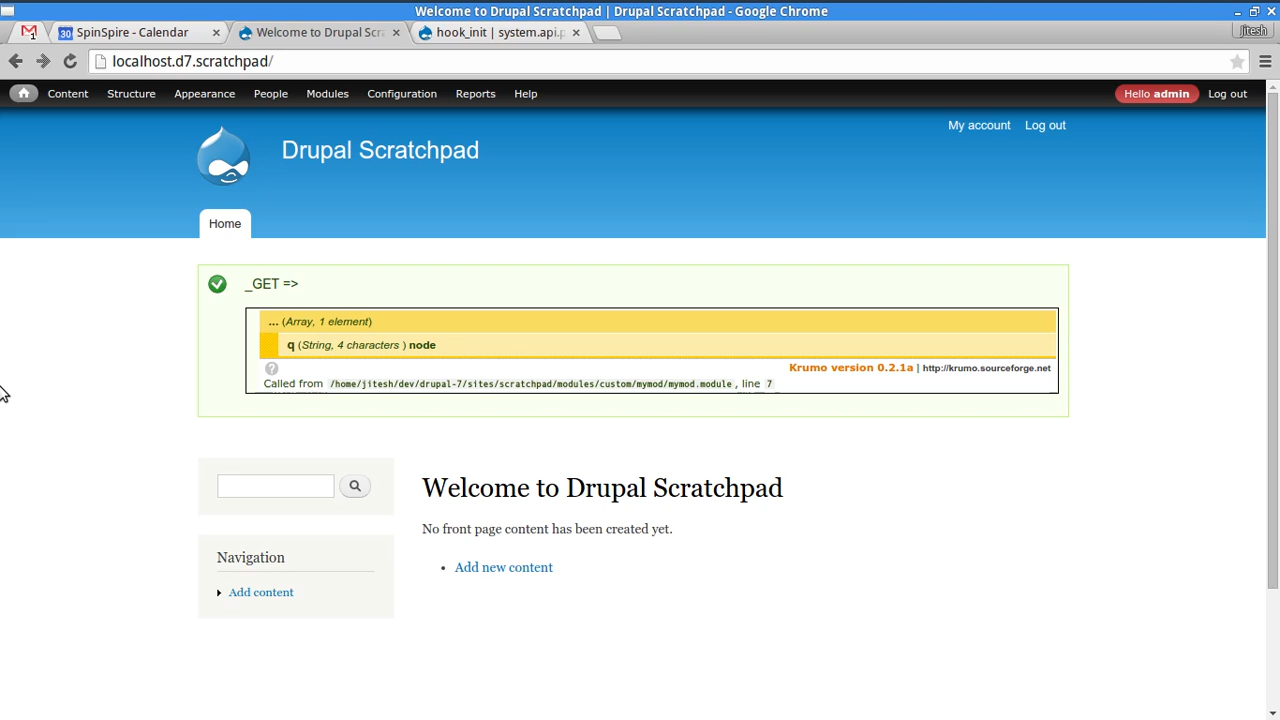 Welcome to Drupal Scratchpad | Drupal Scratchpad - Google Chrome
1 30 SpinSpire - Calendar × Welcome to Drupal Scr × hook_init | system.api.p × jitesh
localhost.d7.scratchpad/
Content Structure Appearance People Modules Configuration Reports Help Hello admin Log out
My account Log out
Drupal Scratchpad
Home
_GET =>
... (Array, 1 element)
q (String, 4 characters ) node
? Krumo version 0.2.1a | http://krumo.sourceforge.net
Called from /home/jitesh/dev/drupal-7/sites/scratchpad/modules/custom/mymod/mymod.module, line 7
Welcome to Drupal Scratchpad
No front page content has been created yet.
• Add new content
Navigation
Add content